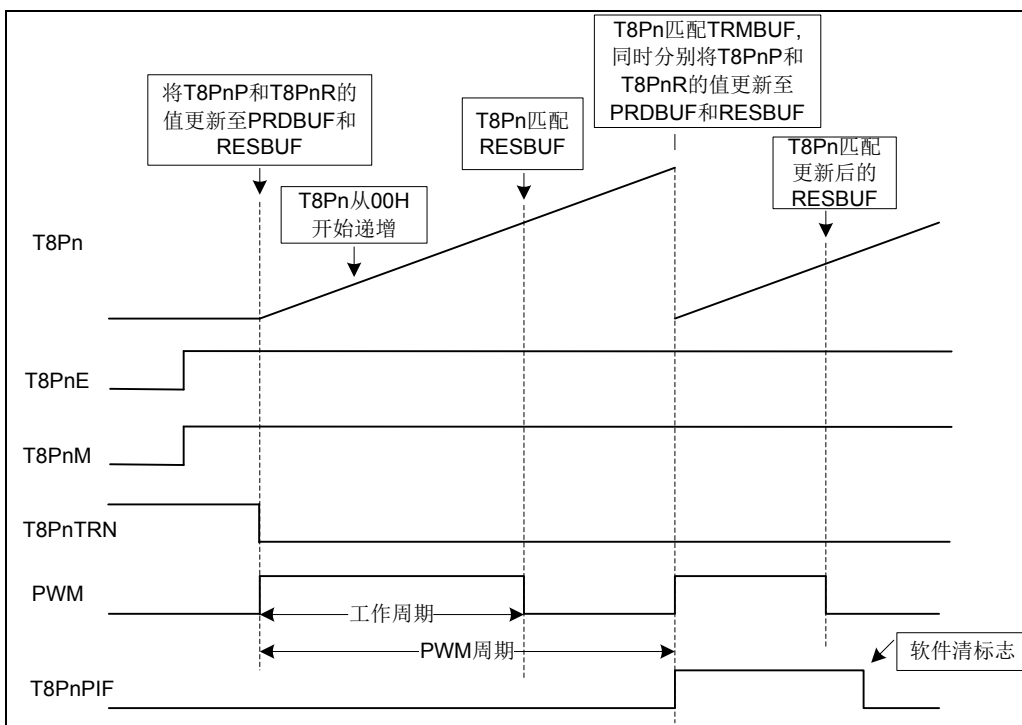 T8Pn匹配TRMBUF,
同时分别将T8PnP和
T8PnR的值更新至
PRDBUF和RESBUF
将T8PnP和T8PnR的
值更新至PRDBUF和
RESBUF
T8Pn匹配
RESBUF
T8Pn匹配
更新后的
RESBUF
T8Pn从00H
开始递增
T8Pn
T8PnE
T8PnM
T8PnTRN
PWM
工作周期
PWM周期
软件清标志
T8PnPIF